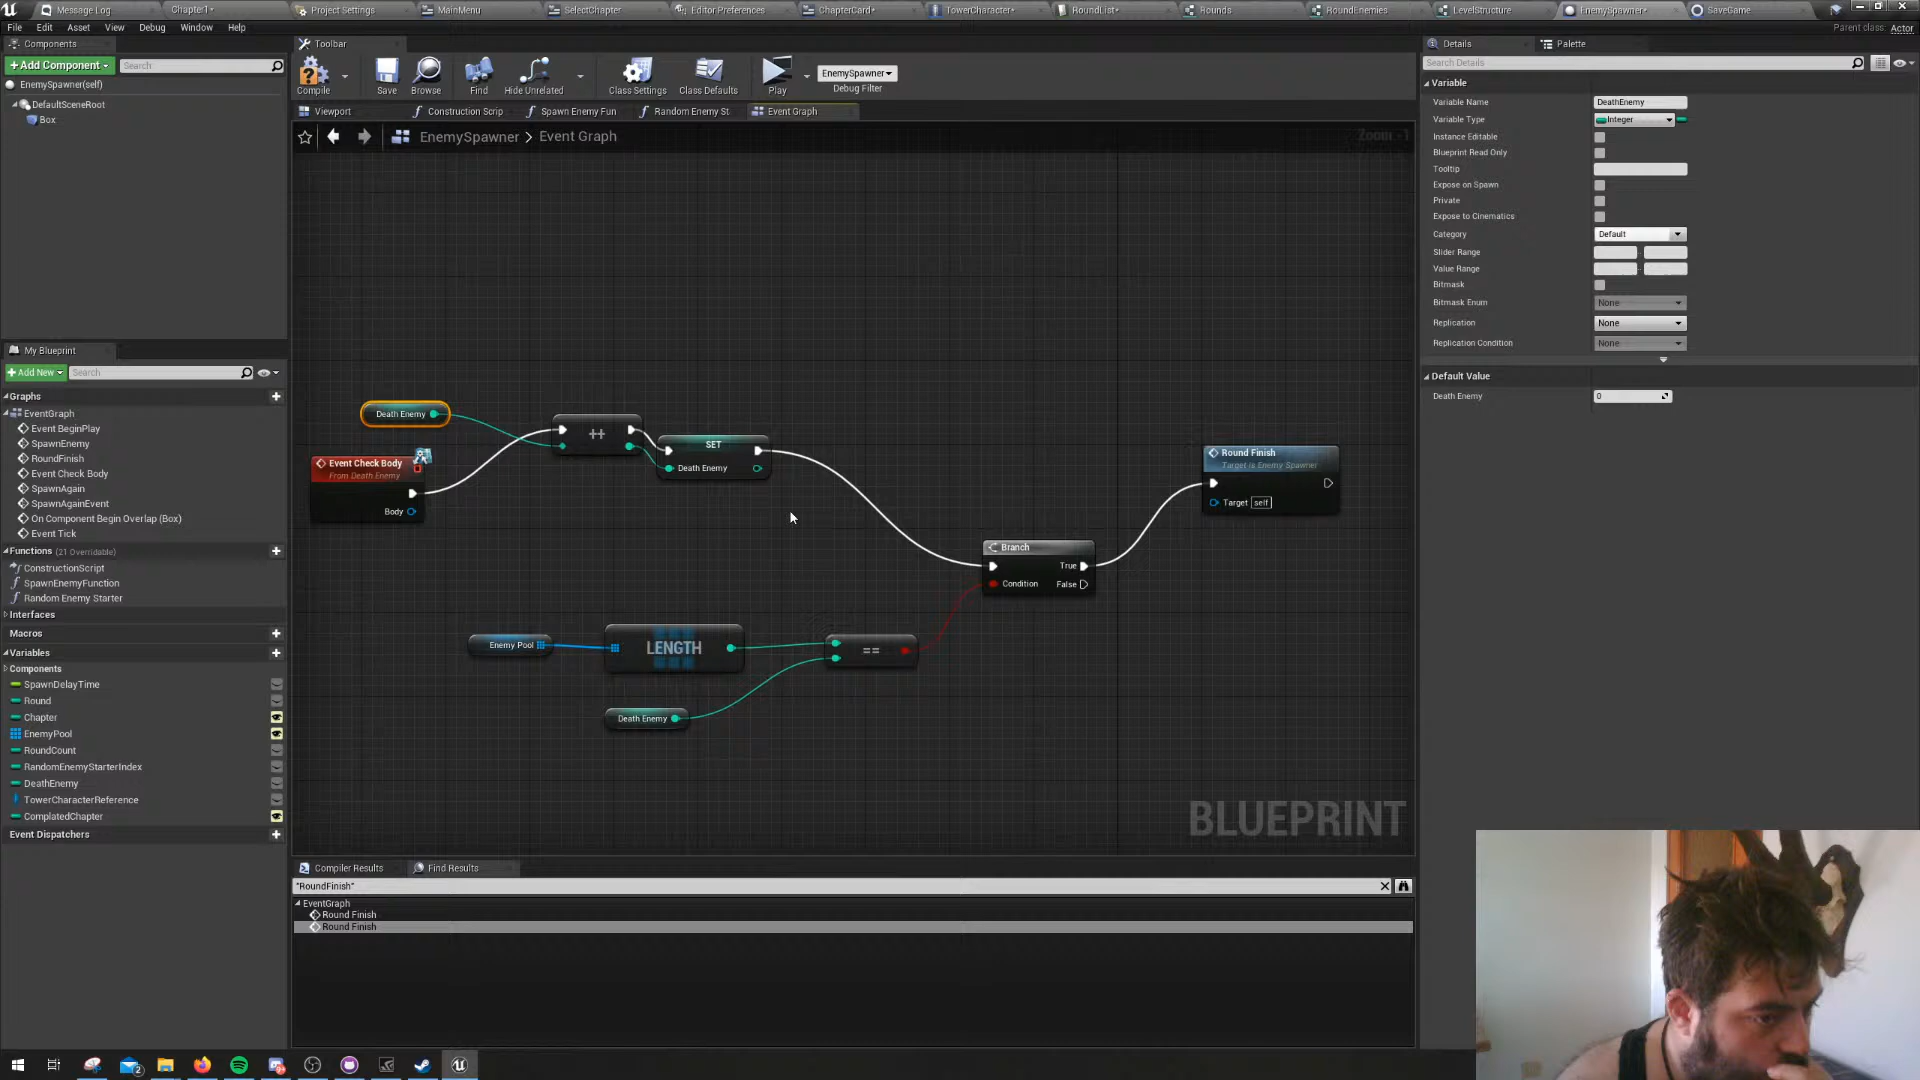 Message Log
Chapter1*
Project Settings
MainMenu
SelectChapter
Editor Preferences
ChapterCard*
TowerCharacter*
RoundList*
Rounds
RoundEnemies
LevelStructure
EnemySpawner*
SaveGame
File Edit Asset View Debug Window Help
Parent class: Actor
Components
+Add Component
Search
EnemySpawner(self)
DefaultSceneRoot
Box
My Blueprint
+Add New
Search
Graphs
EventGraph
Event BeginPlay
SpawnEnemy
RoundFinish
Event Check Body
SpawnAgain
SpawnAgainEvent
On Component Begin Overlap (Box)
Event Tick
Functions (21 Overridable)
ConstructionScript
SpawnEnemyFunction
Random Enemy Starter
Interfaces
Macros
Variables
Components
SpawnDelayTime
Round
Chapter
EnemyPool
RoundCount
RandomEnemyStarterIndex
DeathEnemy
TowerCharacterReference
ComplatedChapter
Event Dispatchers
Toolbar
Compile
Save
Browse
Find
Hide Unrelated
Class Settings
Class Defaults
Play
EnemySpawner
Debug Filter
Viewport
Construction Scrip
Spawn Enemy Fun
Random Enemy St
Event Graph
EnemySpawner > Event Graph
Zoom -1
Death Enemy
Event Check Body
From Death Enemy
Body
++
SET
Death Enemy
Branch
True
Condition
False
Round Finish
Target is Enemy Spawner
Target self
Enemy Pool
LENGTH
==
Death Enemy
BLUEPRINT
Compiler Results
Find Results
"RoundFinish"
EventGraph
Round Finish
Round Finish
Details
Palette
Search Details
Variable
Variable Name DeathEnemy
Variable Type Integer
Instance Editable
Blueprint Read Only
Tooltip
Expose on Spawn
Private
Expose to Cinematics
Category Default
Slider Range
Value Range
Bitmask
Bitmask Enum None
Replication None
Replication Condition None
Default Value
Death Enemy 0